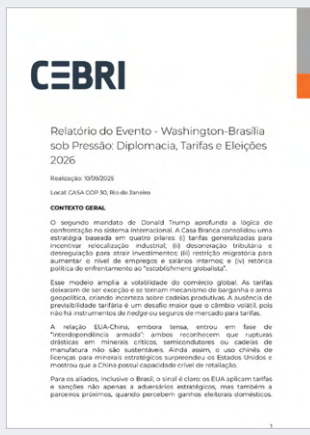 CEBRI
Relatório do Evento - Washington-Brasília
sob Pressão: Diplomacia, Tarifas e Eleições
2026
Realização: 10/09/2025
Local: CASA COP 30, Rio de Janeiro
CONTEXTO GERAL
O segundo mandato de Donald Trump aprofunda a lógica de
confrontação no sistema internacional. A Casa Branca consolidou uma
estratégia baseada em quatro pilares: (i) tarifas generalizadas para
incentivar relocalização industrial; (ii) desoneração tributária e
desregulação para atrair investimentos; (iii) restrição migratória para
aumentar o nível de empregos e salários internos; e (iv) retórica
política de enfrentamento ao "establishment globalista".
Esse modelo amplia a volatilidade do comércio global. As tarifas
deixaram de ser exceção e se tornam mecanismo de barganha e arma
geopolítica, criando incerteza sobre cadeias produtivas. A ausência de
previsibilidade tarifária é um desafio maior que o câmbio volátil, pois
não há instrumentos de hedge ou seguros de mercado para tarifas.
A relação EUA-China, embora tensa, entrou em fase de
"interdependência armada": ambos reconhecem que rupturas
drásticas em minerais críticos, semicondutores ou cadeias de
manufatura não são sustentáveis. Ainda assim, o uso chinês de
licenças para minerais estratégicos surpreendeu os Estados Unidos e
mostrou que a China possui capacidade crível de retaliação.
Para os aliados, inclusive o Brasil, o sinal é claro: os EUA aplicam tarifas
e sanções não apenas a adversários estratégicos, mas também a
parceiros próximos, quando percebem ganhos eleitorais domésticos.
1